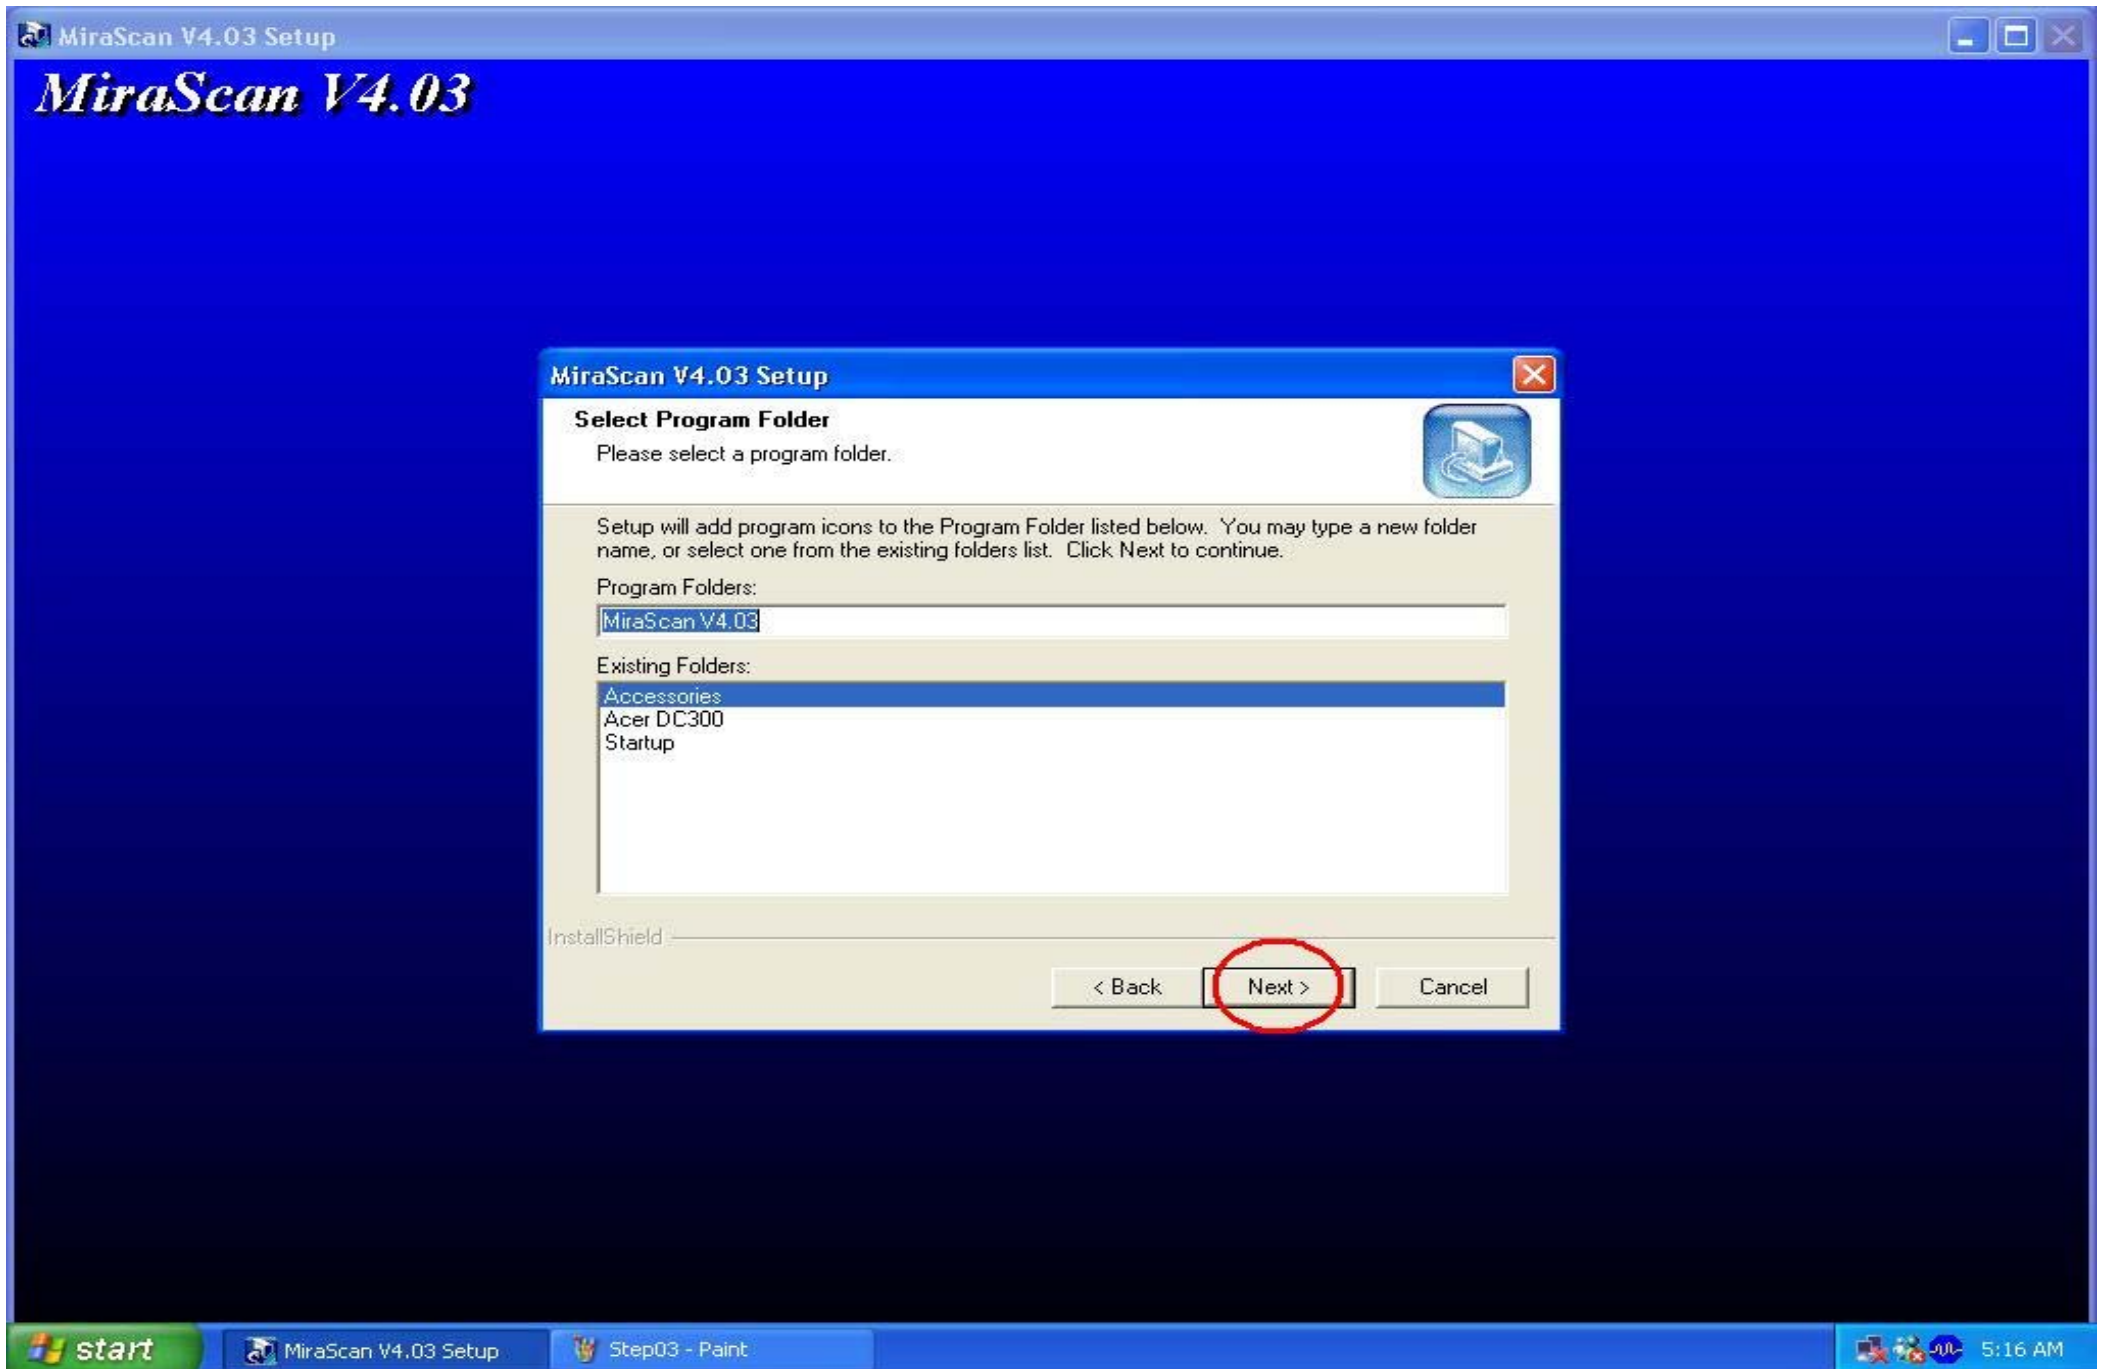 MiraScan V4.03 Setup
MiraScan V4.03
MiraScan V4.03 Setup
Select Program Folder
Please select a program folder.
Setup will add program icons to the Program Folder listed below.  You may type a new folder
name, or select one from the existing folders list.  Click Next to continue.
Program Folders:
MiraScan V4.03
Existing Folders:
Accessories
Acer DC300
Startup
InstallShield
< Back
Next >
Cancel
start
MiraScan V4.03 Setup
Step03 - Paint
5:16 AM